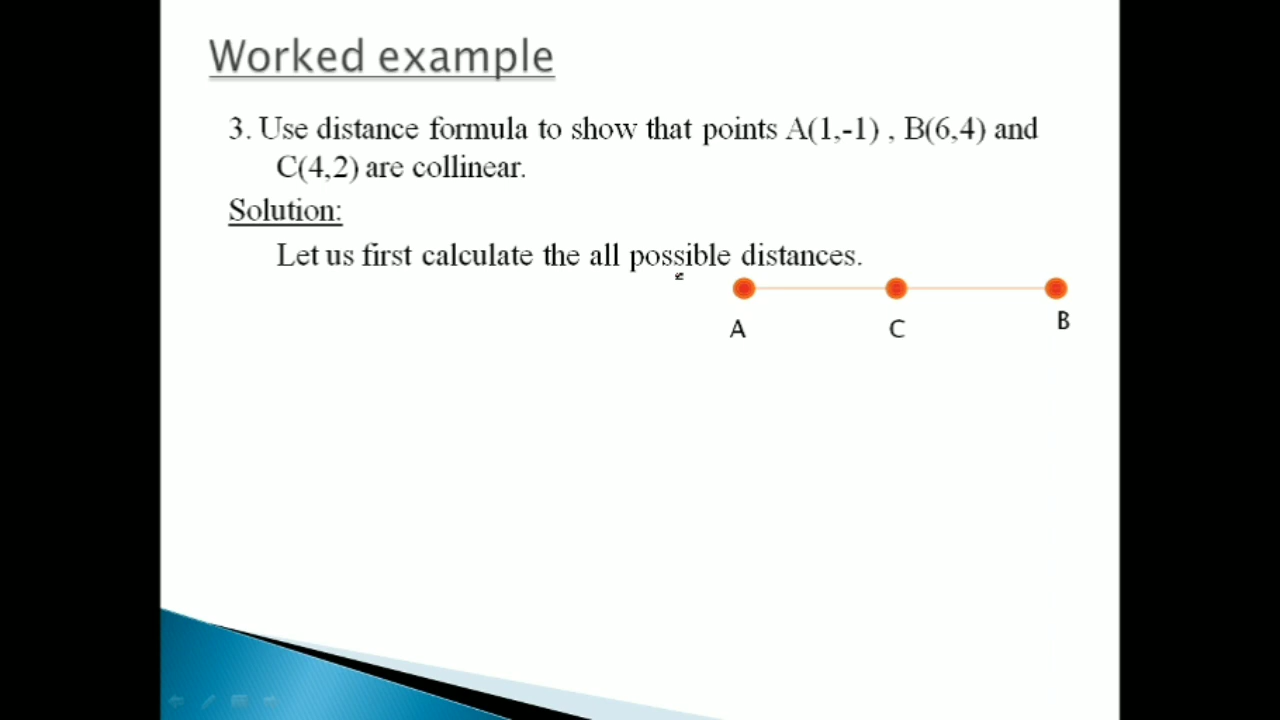 Worked example
3. Use distance formula to show that points A(1,-1) , B(6,4) and
C(4,2) are collinear.
Solution:
Let us first calculate the all possible distances.
A C B